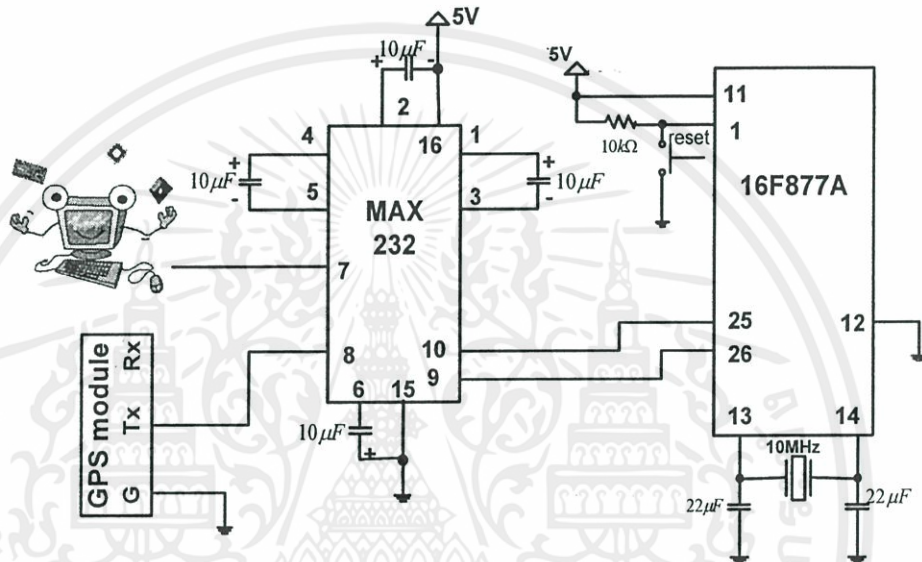 5V
10μF
+
-
2
16
4
1
+
10μF
-
5
3
+
10μF
-
MAX
232
7
8
10
9
6
15
10μF
+
GPS module
Rx
Tx
G
5V
11
1
10kΩ
reset
16F877A
25
26
12
13
14
10MHz
22μF
22μF